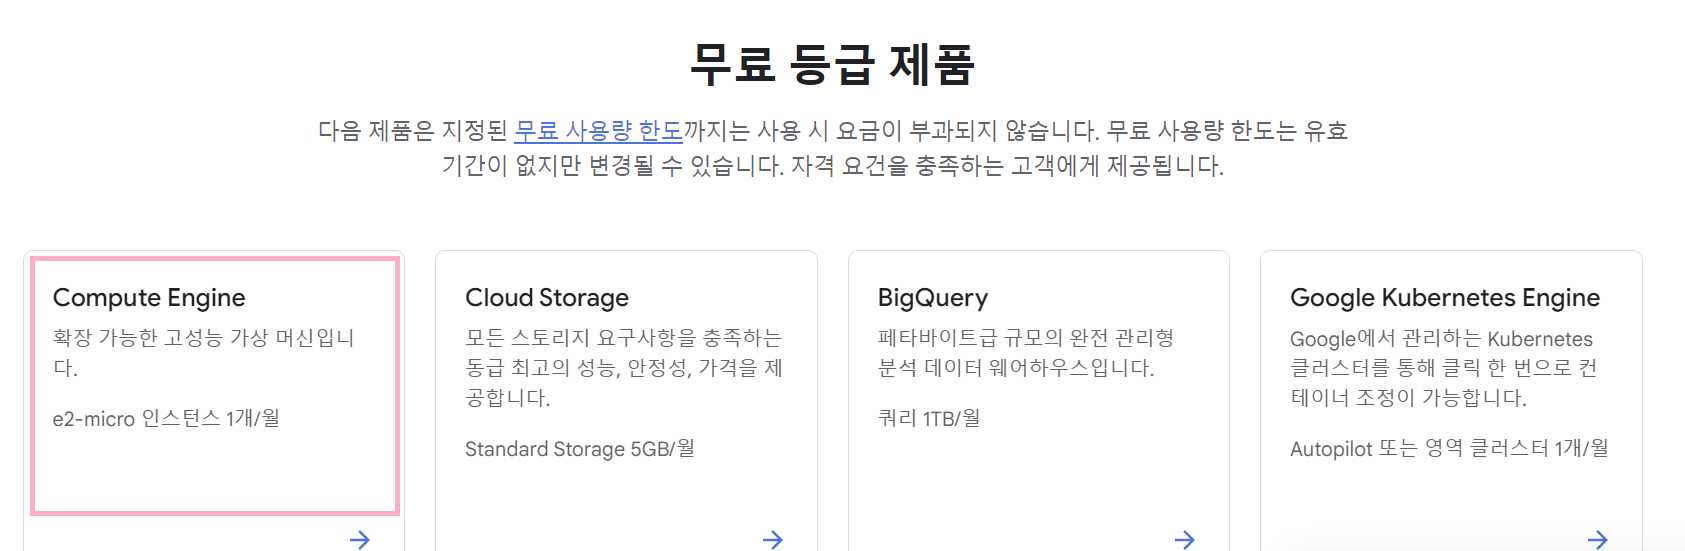 무료 등급 제품
다음 제품은 지정된 무료 사용량 한도까지는 사용 시 요금이 부과되지 않습니다. 무료 사용량 한도는 유효
기간이 없지만 변경될 수 있습니다. 자격 요건을 충족하는 고객에게 제공됩니다.
Compute Engine
확장 가능한 고성능 가상 머신입니
다.
e2-micro 인스턴스 1개/월
Cloud Storage
모든 스토리지 요구사항을 충족하는
동급 최고의 성능, 안정성, 가격을 제
공합니다.
Standard Storage 5GB/월
BigQuery
페타바이트급 규모의 완전 관리형
분석 데이터 웨어하우스입니다.
쿼리 1TB/월
Google Kubernetes Engine
Google에서 관리하는 Kubernetes
클러스터를 통해 클릭 한 번으로 컨
테이너 조정이 가능합니다.
Autopilot 또는 영역 클러스터 1개/월